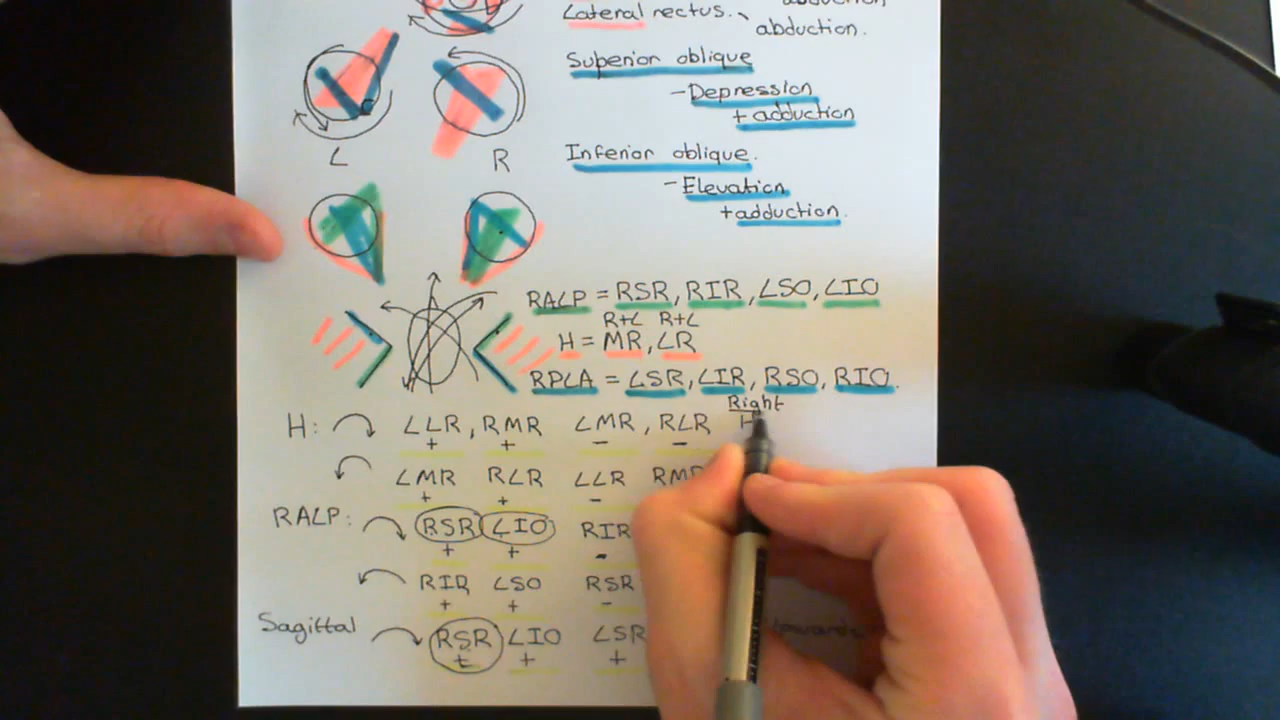 Lateral rectus.
abduction.
Superior oblique
- Depression
+ adduction
L R
Inferior oblique.
- Elevation
+ adduction.
RALP = RSR, RIR, LSO, LIO
R+L R+L
H = MR, LR
RPLA = LSR, LIR, RSO, RIO.
Right
H: LLR, RMR LMR, RLR H
+ + - -
LMR RLR LLR RMR
+ + -
RALP: RSR LIO RIR
+ + -
RIR LSO RSR
+ + -
Sagittal RSR LIO LSR
+ + +